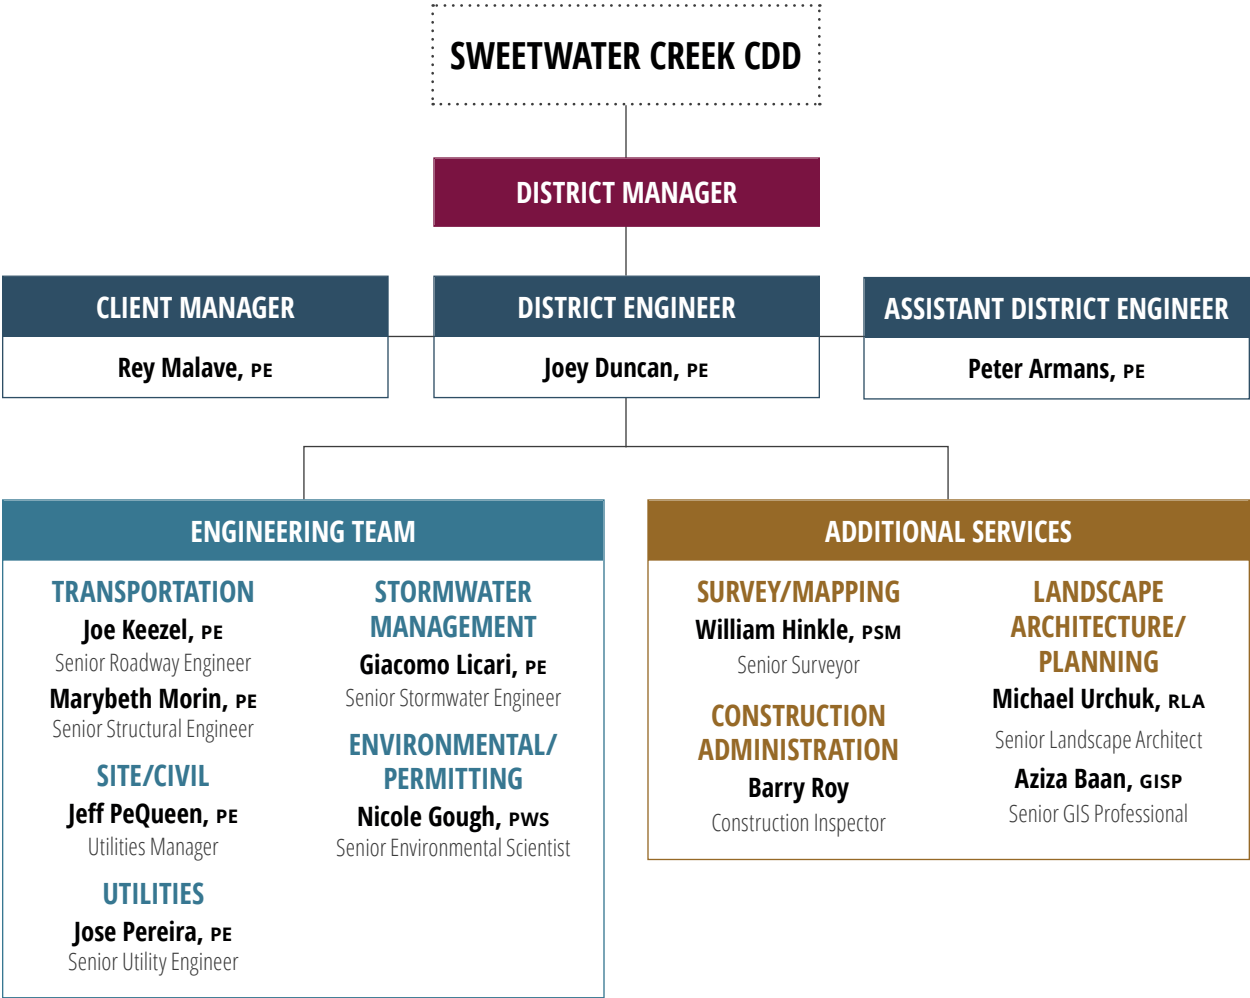 SWEETWATER CREEK CDD
DISTRICT MANAGER
CLIENT MANAGER
Rey Malave, PE
DISTRICT ENGINEER
Joey Duncan, PE
ASSISTANT DISTRICT ENGINEER
Peter Armans, PE
ENGINEERING TEAM
TRANSPORTATION
Joe Keezel, PE
Senior Roadway Engineer
Marybeth Morin, PE
Senior Structural Engineer
SITE/CIVIL
Jeff PeQueen, PE
Utilities Manager
UTILITIES
Jose Pereira, PE
Senior Utility Engineer
STORMWATER
MANAGEMENT
Giacomo Licari, PE
Senior Stormwater Engineer
ENVIRONMENTAL/
PERMITTING
Nicole Gough, PWS
Senior Environmental Scientist
ADDITIONAL SERVICES
SURVEY/MAPPING
William Hinkle, PSM
Senior Surveyor
CONSTRUCTION
ADMINISTRATION
Barry Roy
Construction Inspector
LANDSCAPE
ARCHITECTURE/
PLANNING
Michael Urchuk, RLA
Senior Landscape Architect
Aziza Baan, GISP
Senior GIS Professional